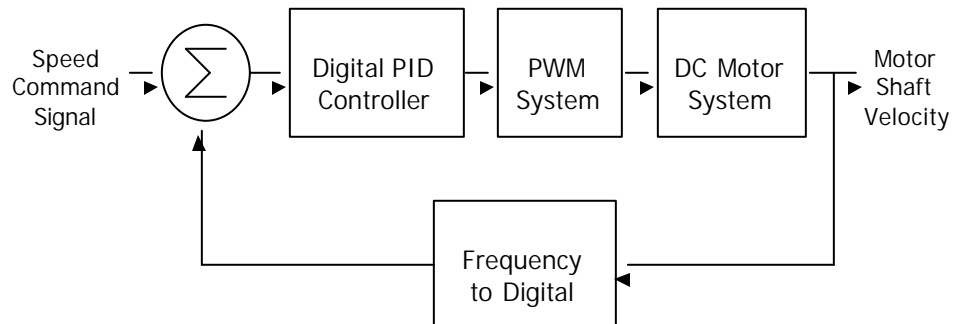 Speed
Command
Signal
Σ
Digital PID
Controller
PWM
System
DC Motor
System
Motor
Shaft
Velocity
Frequency
to Digital